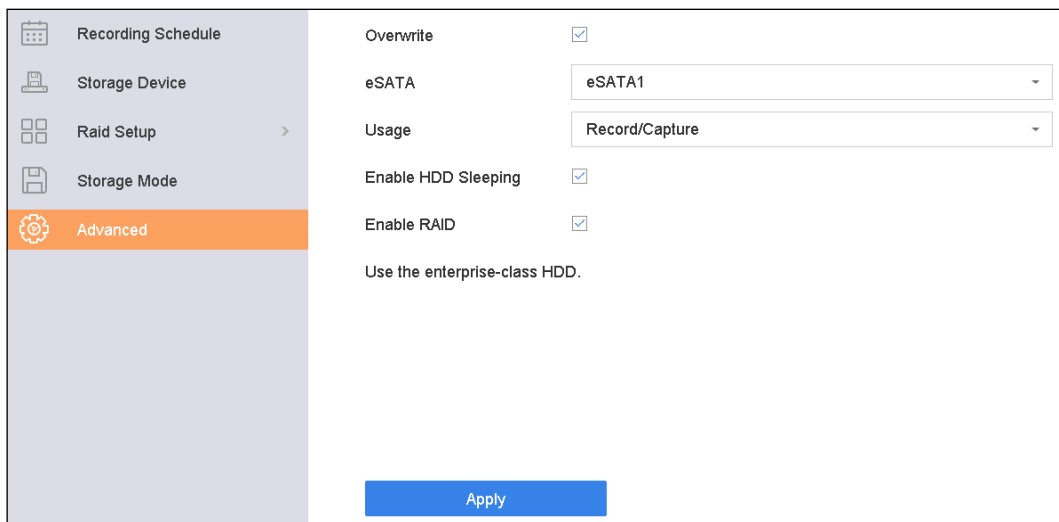 Recording Schedule
Storage Device
Raid Setup
Storage Mode
Advanced
Overwrite
eSATA eSATA1
Usage Record/Capture
Enable HDD Sleeping
Enable RAID
Use the enterprise-class HDD.
Apply